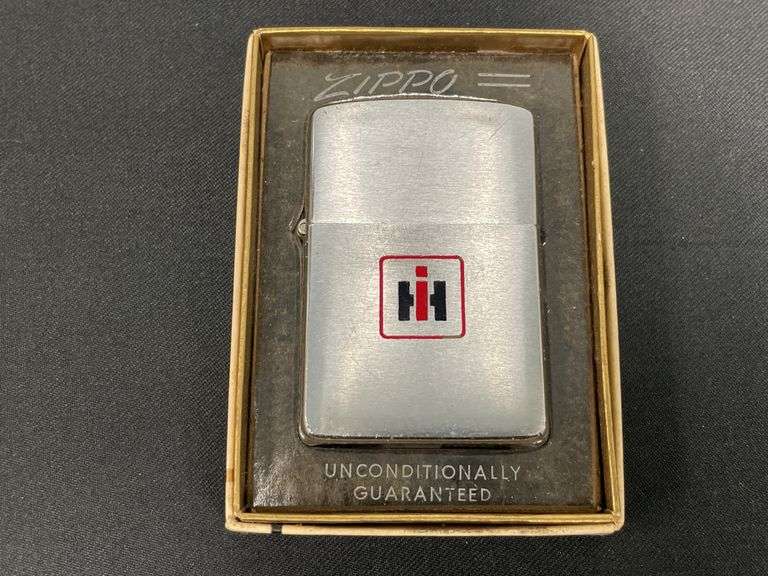 ZIPPO
IH
UNCONDITIONALLY
GUARANTEED